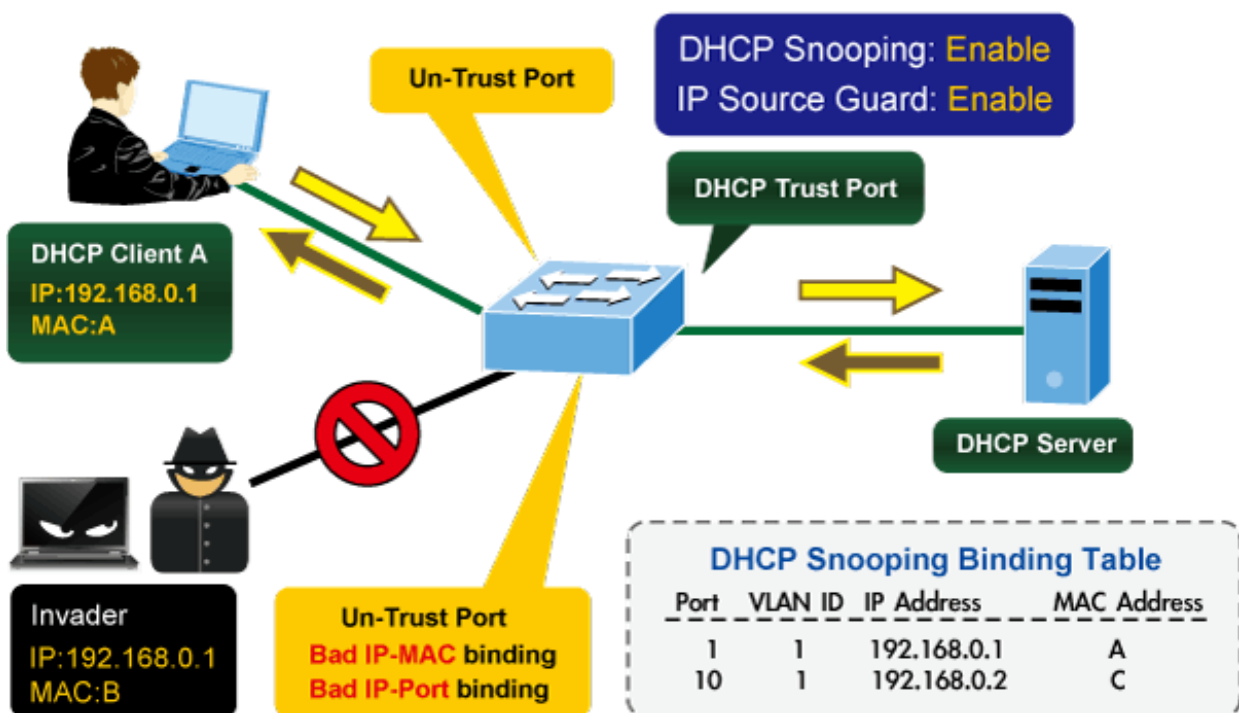 Un-Trust Port
DHCP Snooping: Enable
IP Source Guard: Enable
DHCP Trust Port
DHCP Client A
IP:192.168.0.1
MAC:A
DHCP Server
Invader
IP:192.168.0.1
MAC:B
Un-Trust Port
Bad IP-MAC binding
Bad IP-Port binding
DHCP Snooping Binding Table
Port VLAN ID IP Address MAC Address
1 1 192.168.0.1 A
10 1 192.168.0.2 C